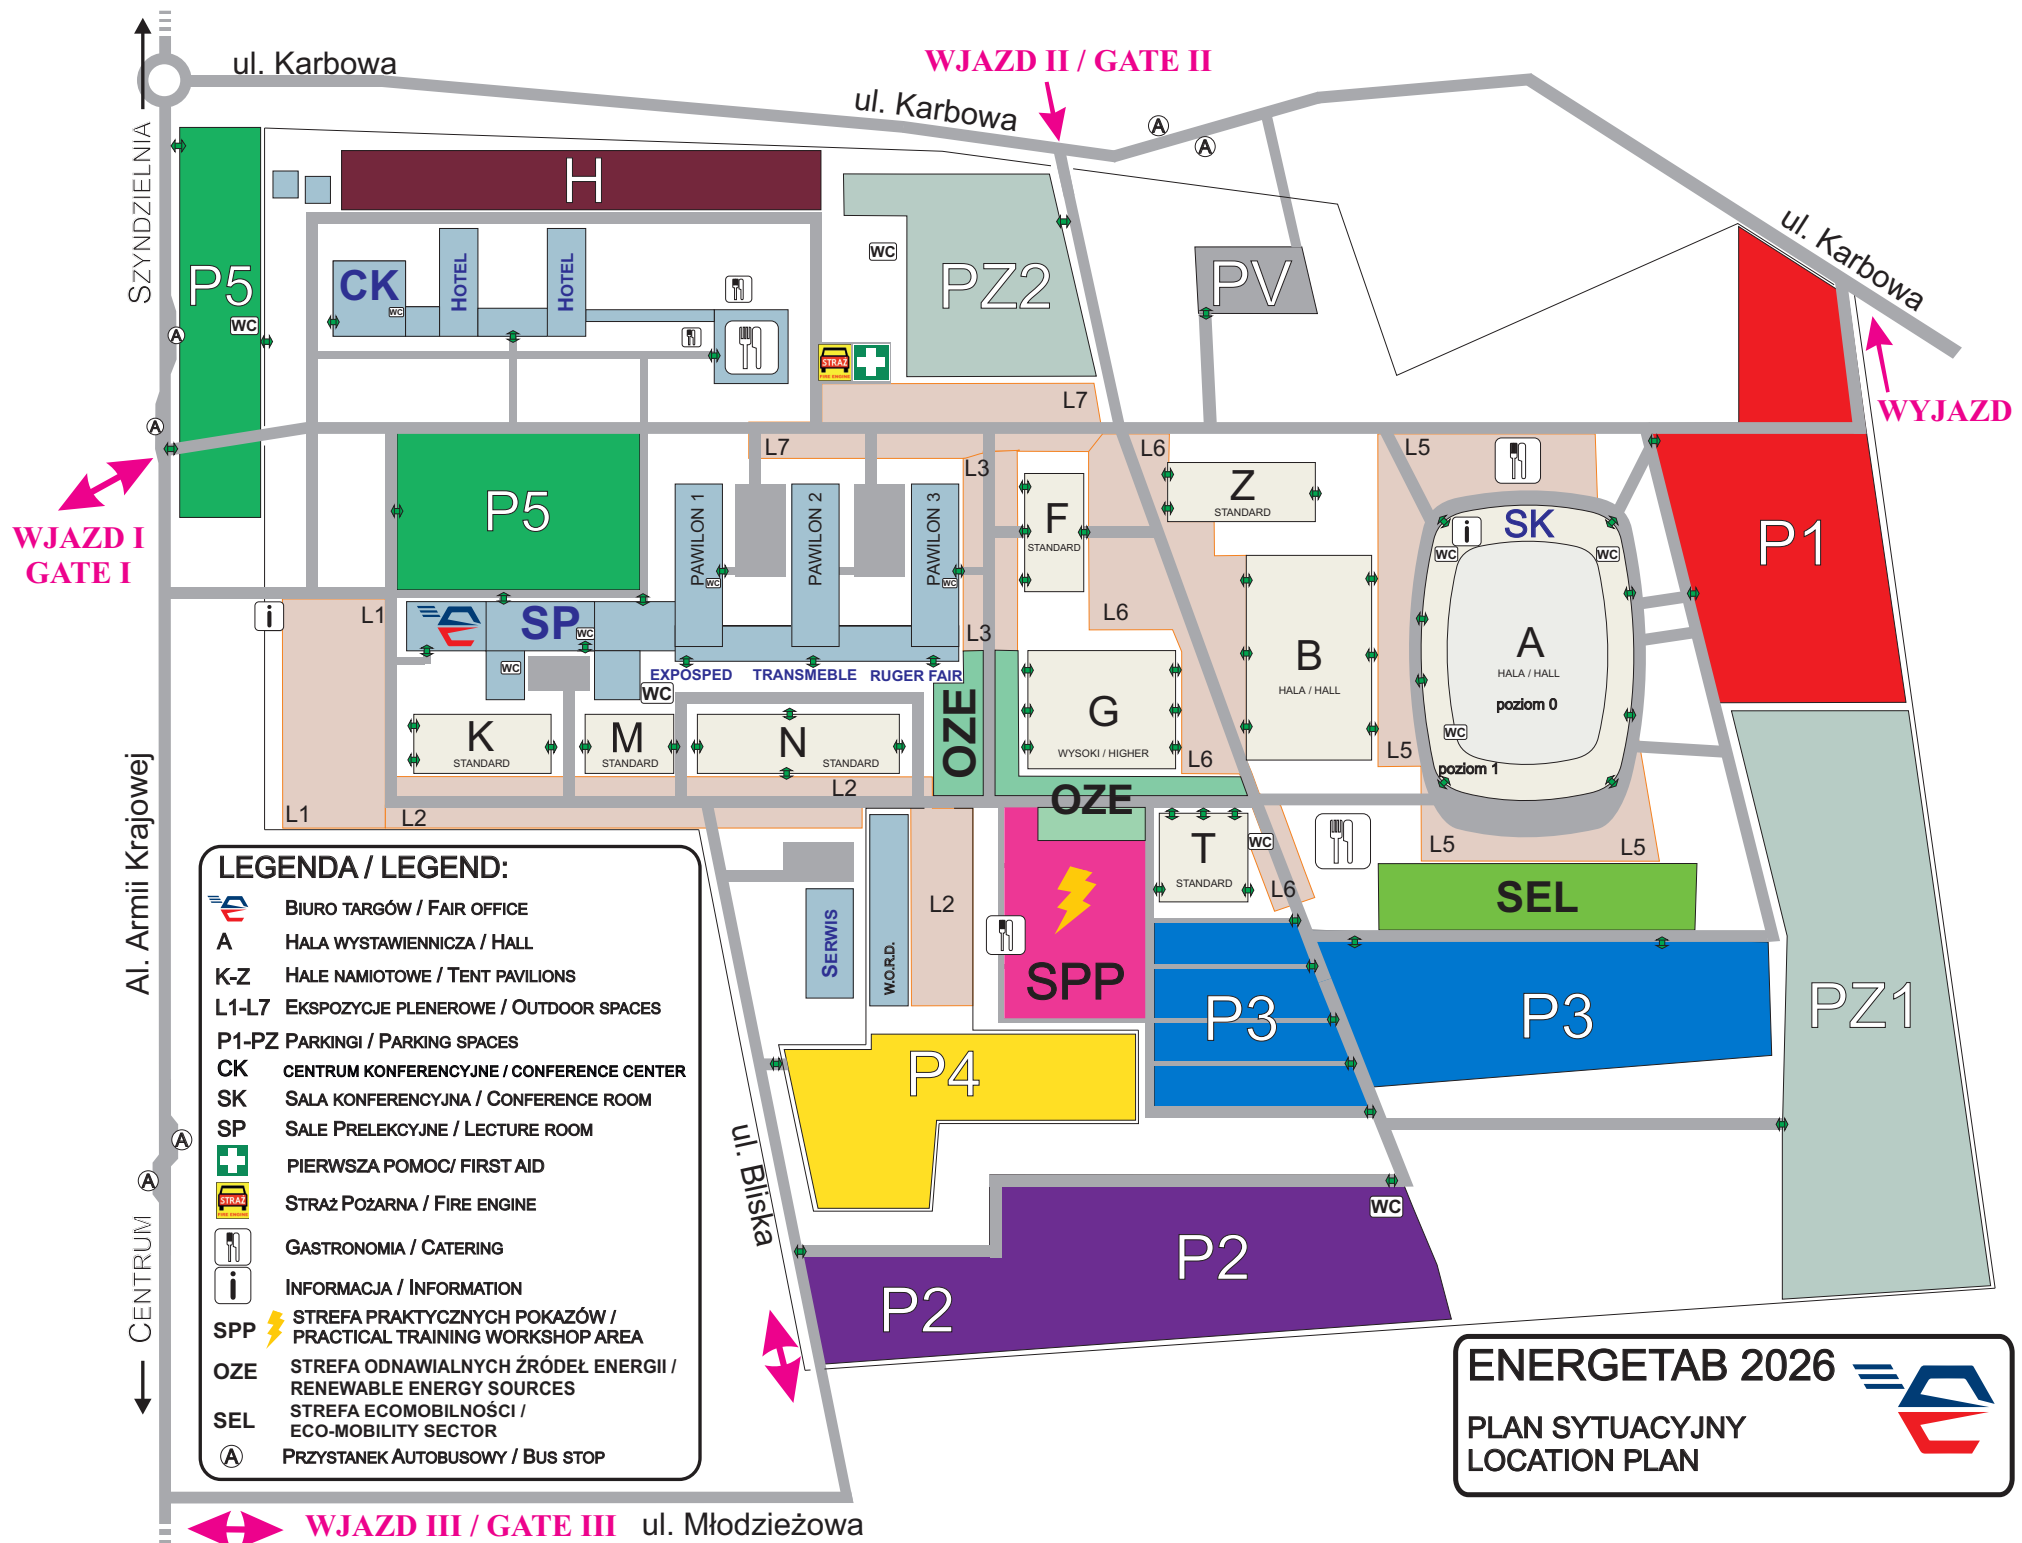 ul. Karbowa
WJAZD II / GATE II
ul. Karbowa
A
A
SZYNDZIELNIA
H
ul. Karbowa
P5
WC
A
CK
WC
HOTEL
HOTEL
WC
PZ2
PV
STRAŻ
FIRE ENGINE
L7
WYJAZD
A
WJAZD I
GATE I
P5
L7
L3
L6
L5
PAWILON 1
WC
PAWILON 2
PAWILON 3
WC
F
STANDARD
Z
STANDARD
i
SK
WC
WC
P1
i
L1
SP
WC
WC
L3
L6
EXPOSPED
TRANSMEBLE
RUGER FAIR
WC
B
HALA / HALL
A
HALA / HALL
poziom 0
WC
poziom 1
K
STANDARD
M
STANDARD
N
STANDARD
OZE
G
WYSOKI / HIGHER
L6
L5
L1
L2
L2
OZE
T
STANDARD
WC
L6
L5
L5
SEL
SERWIS
W.O.R.D.
L2
SPP
P3
P3
PZ1
P4
P2
P2
WC
Al. Armii Krajowej
A
A
CENTRUM
ul. Bliska
LEGENDA / LEGEND:
BIURO TARGÓW / FAIR OFFICE
A HALA WYSTAWIENNICZA / HALL
K-Z HALE NAMIOTOWE / TENT PAVILIONS
L1-L7 EKSPOZYCJE PLENEROWE / OUTDOOR SPACES
P1-PZ PARKINGI / PARKING SPACES
CK CENTRUM KONFERENCYJNE / CONFERENCE CENTER
SK SALA KONFERENCYJNA / CONFERENCE ROOM
SP SALE PRELEKCYJNE / LECTURE ROOM
PIERWSZA POMOC/ FIRST AID
STRAŻ FIRE ENGINE STRAŻ POŻARNA / FIRE ENGINE
GASTRONOMIA / CATERING
i INFORMACJA / INFORMATION
SPP STREFA PRAKTYCZNYCH POKAZÓW /
PRACTICAL TRAINING WORKSHOP AREA
OZE STREFA ODNAWIALNYCH ŹRÓDEŁ ENERGII /
RENEWABLE ENERGY SOURCES
SEL STREFA ECOMOBILNOŚCI /
ECO-MOBILITY SECTOR
A PRZYSTANEK AUTOBUSOWY / BUS STOP
ENERGETAB 2026
PLAN SYTUACYJNY
LOCATION PLAN
WJAZD III / GATE III
ul. Młodzieżowa